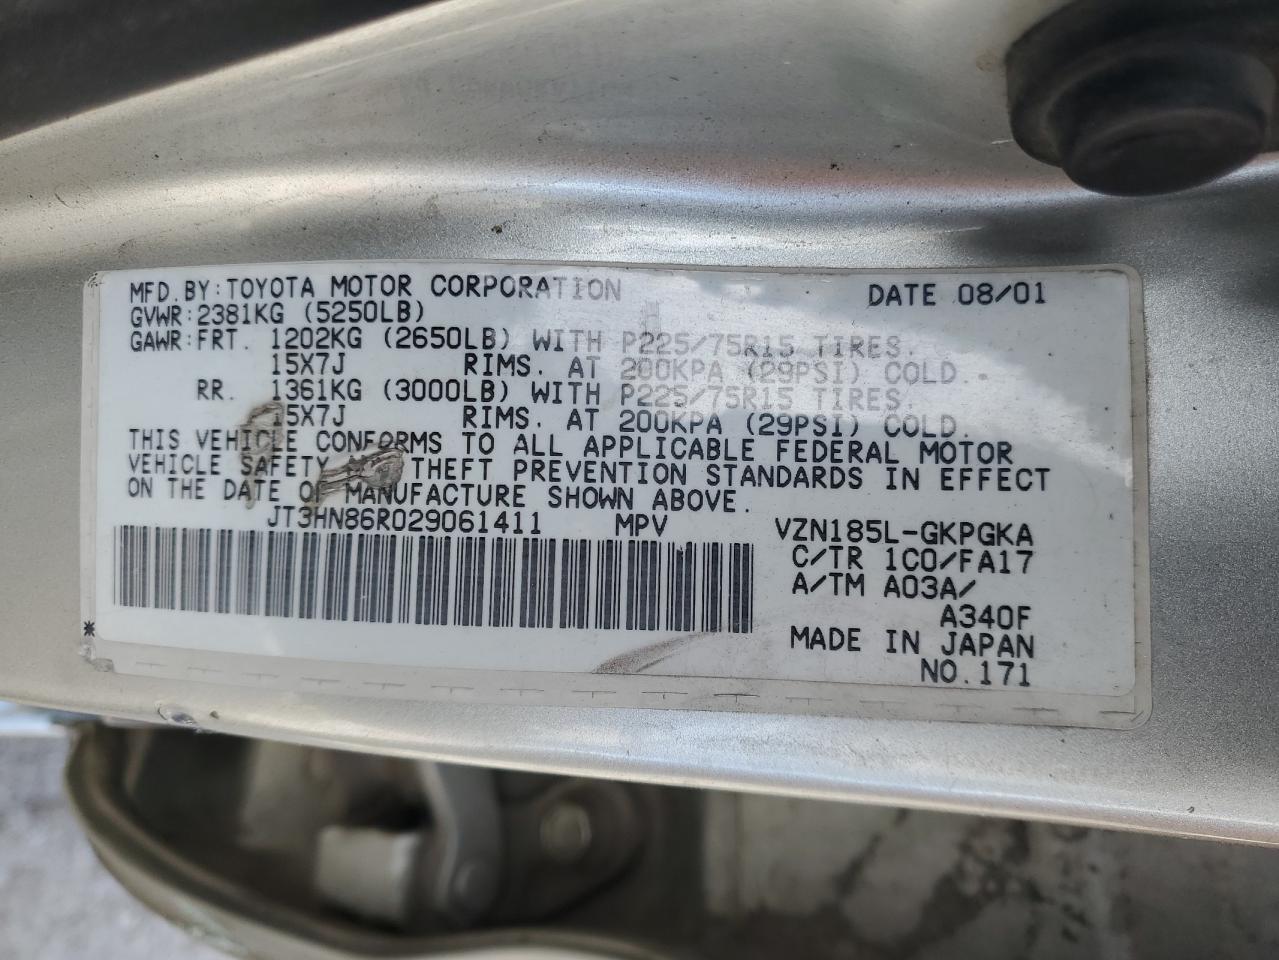 MFD.BY:TOYOTA MOTOR CORPORATION DATE 08/01
GVWR:2381KG (5250LB)
GAWR:FRT. 1202KG (2650LB) WITH P225/75R15 TIRES.
15X7J RIMS. AT 200KPA (29PSI) COLD.
RR. 1361KG (3000LB) WITH P225/75R15 TIRES.
15X7J RIMS. AT 200KPA (29PSI) COLD.
THIS VEHICLE CONFORMS TO ALL APPLICABLE FEDERAL MOTOR
VEHICLE SAFETY THEFT PREVENTION STANDARDS IN EFFECT
ON THE DATE OF MANUFACTURE SHOWN ABOVE.
JT3HN86R029061411 MPV VZN185L-GKPGKA
C/TR 1C0/FA17
A/TM A03A/
A340F
* MADE IN JAPAN
NO.171